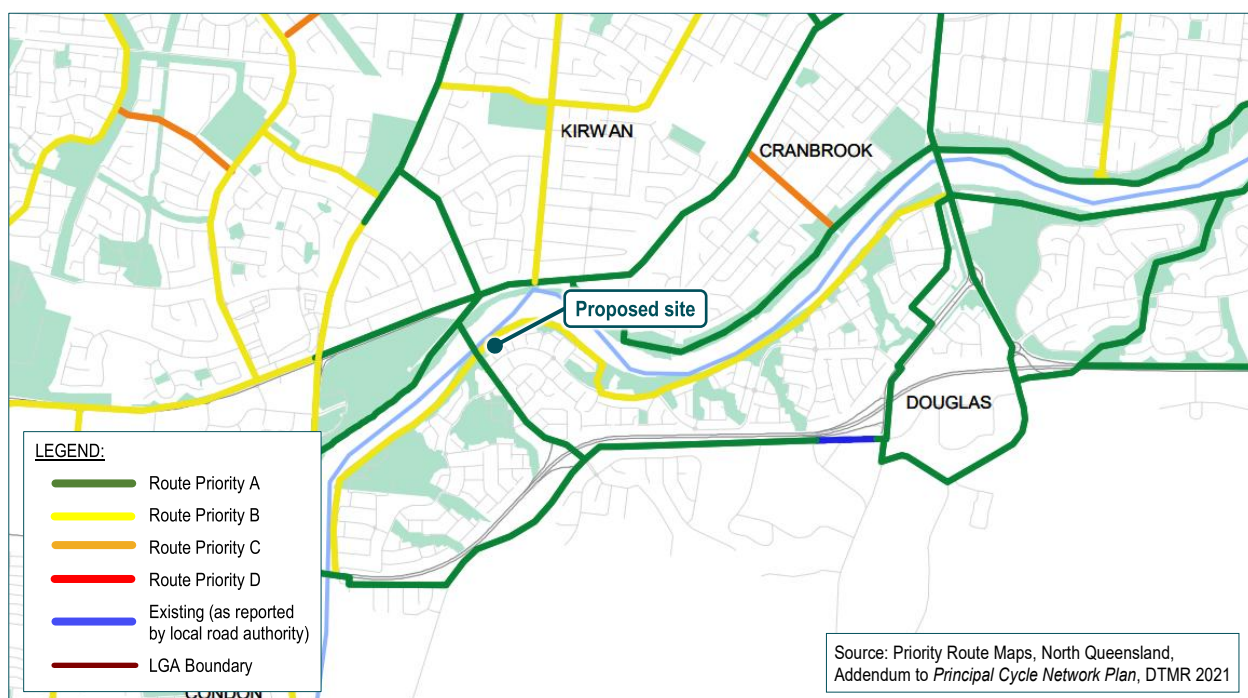 KIRWAN
CRANBROOK
Proposed site
DOUGLAS
LEGEND:
Route Priority A
Route Priority B
Route Priority C
Route Priority D
Existing (as reported
by local road authority)
LGA Boundary
CONDON
Source: Priority Route Maps, North Queensland,
Addendum to Principal Cycle Network Plan, DTMR 2021